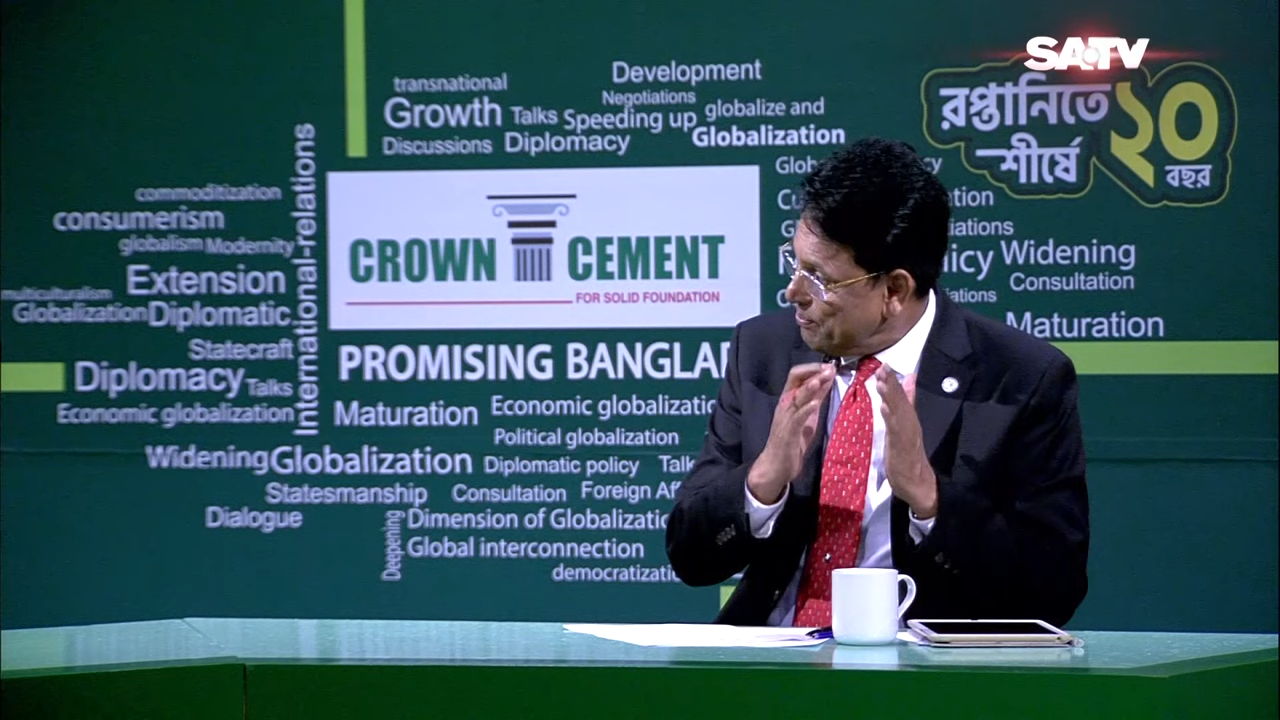 SATV
রপ্তানিতে
শীর্ষে
২০
বছর
transnational
Development
Negotiations
Growth Talks Speeding up globalize and
Discussions Diplomacy Globalization
International-relations
commoditization
consumerism
globalism Modernity
Extension
multiculturalism
Globalization Diplomatic
Statecraft
Diplomacy Talks
Economic globalization
CROWN CEMENT
FOR SOLID FOUNDATION
Widening
Consultation
Maturation
PROMISING BANGLA
Maturation Economic globalizatio
Political globalization
Widening Globalization Diplomatic policy Talk
Statesmanship Consultation Foreign Aff
Dialogue
Deepening
Dimension of Globalizatio
Global interconnection
democratizatio